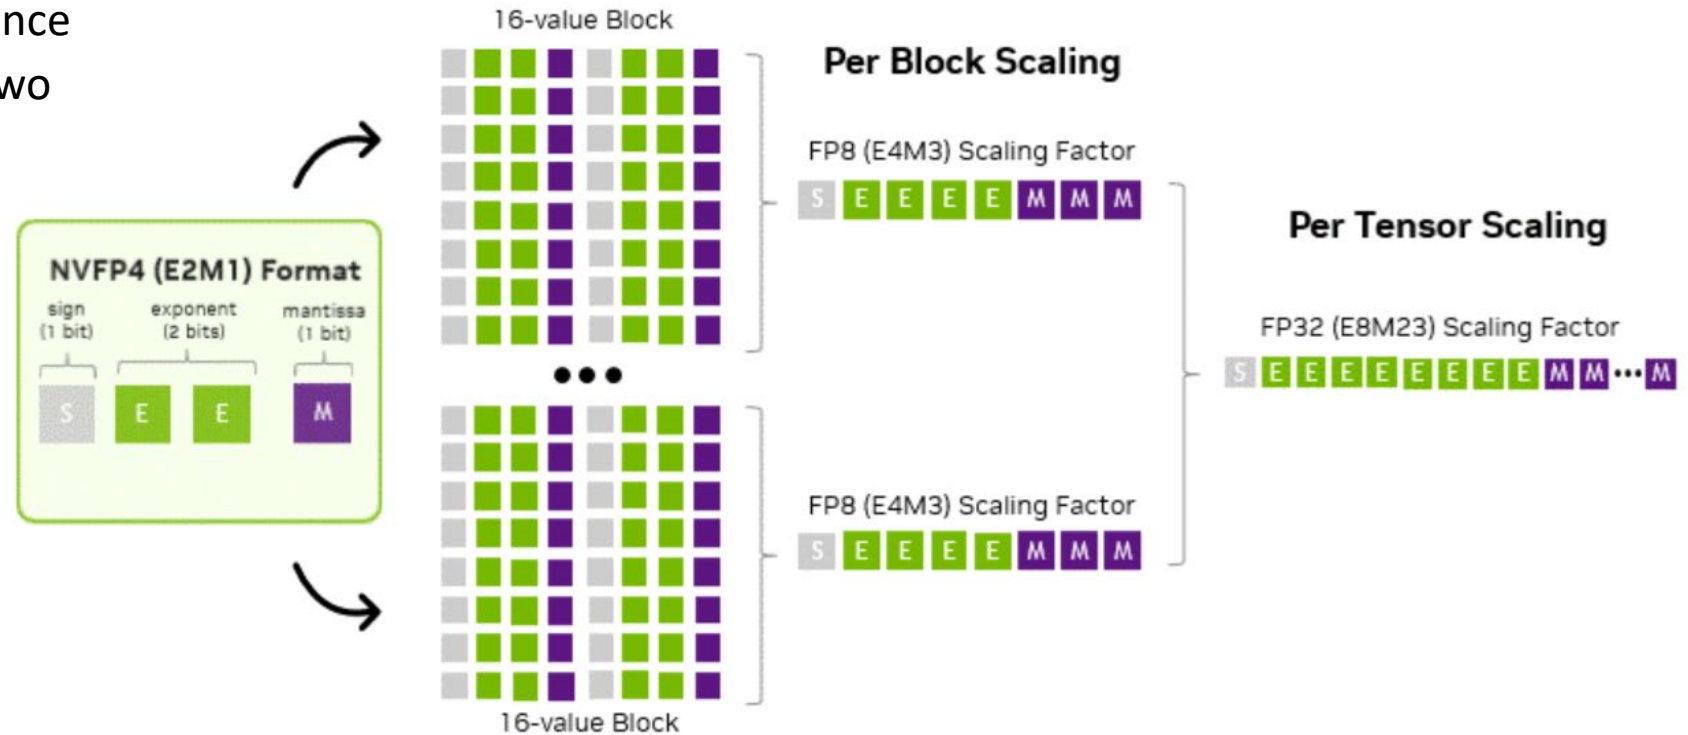 nce
wo
16-value Block
Per Block Scaling
FP8 (E4M3) Scaling Factor
S E E E E M M M
Per Tensor Scaling
NVFP4 (E2M1) Format
sign exponent mantissa
(1 bit) (2 bits) (1 bit)
S E E M
FP32 (E8M23) Scaling Factor
S E E E E E E E E M M ••• M
•••
FP8 (E4M3) Scaling Factor
S E E E E M M M
16-value Block